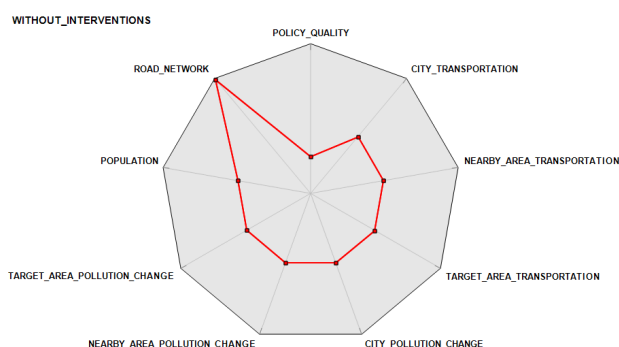 WITHOUT_INTERVENTIONS
POLICY_QUALITY
ROAD_NETWORK
CITY_TRANSPORTATION
POPULATION
NEARBY_AREA_TRANSPORTATION
TARGET_AREA_POLLUTION_CHANGE
TARGET_AREA_TRANSPORTATION
NEARBY_AREA_POLLUTION_CHANGE
CITY_POLLUTION_CHANGE